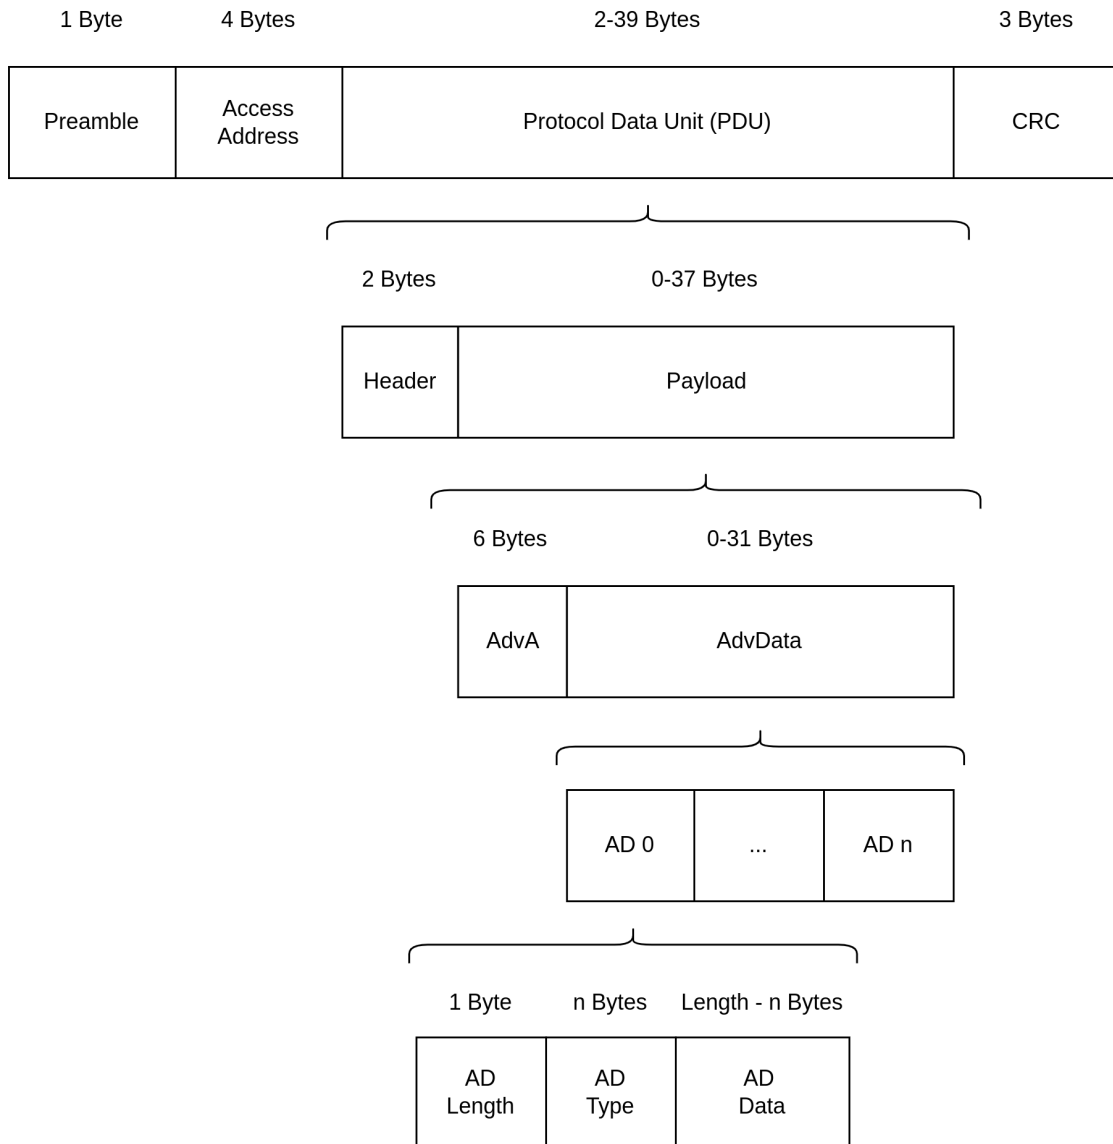 1 Byte
4 Bytes
2-39 Bytes
3 Bytes
Preamble
Access
Address
Protocol Data Unit (PDU)
CRC
2 Bytes
0-37 Bytes
Header
Payload
6 Bytes
0-31 Bytes
AdvA
AdvData
AD 0
...
AD n
1 Byte
n Bytes
Length - n Bytes
AD
Length
AD
Type
AD
Data